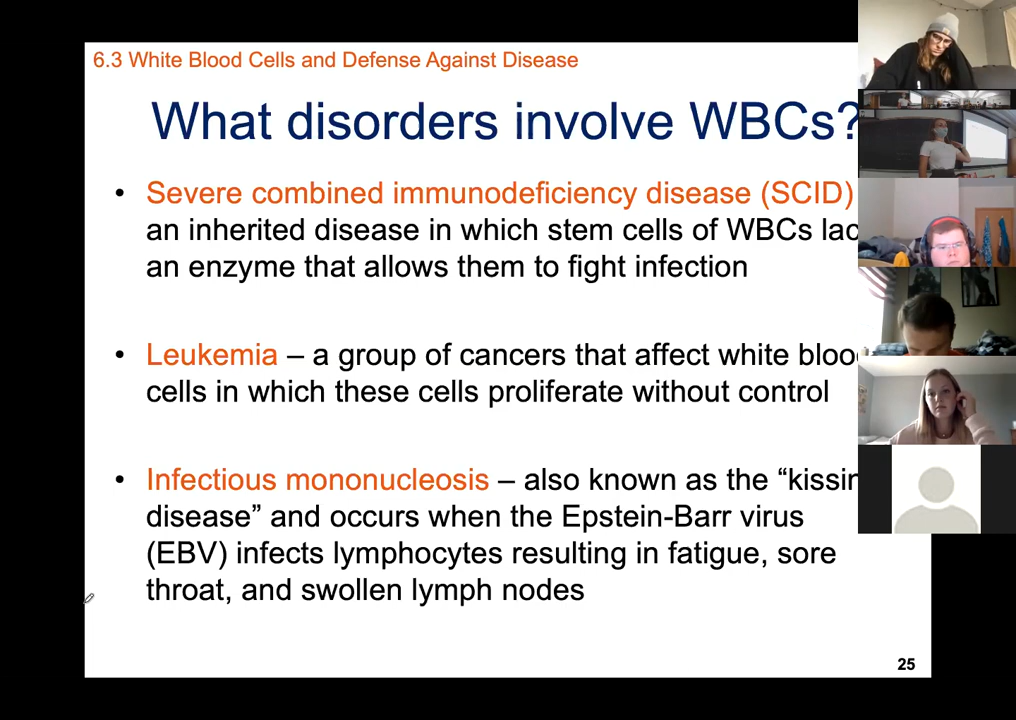 6.3 White Blood Cells and Defense Against Disease
What disorders involve WBCs?
• Severe combined immunodeficiency disease (SCID)
an inherited disease in which stem cells of WBCs
an enzyme that allows them to fight infection
• Leukemia – a group of cancers that affect white
cells in which these cells proliferate without control
• Infectious mononucleosis – also known as the
disease” and occurs when the Epstein-Barr virus
(EBV) infects lymphocytes resulting in fatigue, sore
throat, and swollen lymph nodes
25